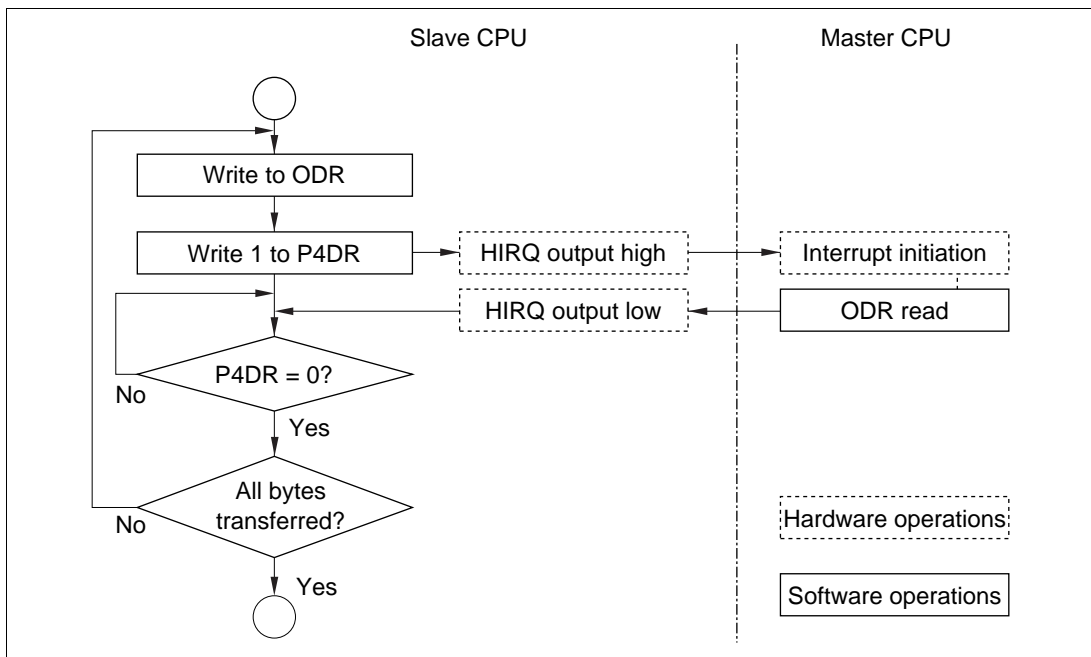 Slave CPU
Master CPU
Write to ODR
Write 1 to P4DR
HIRQ output high
Interrupt initiation
HIRQ output low
ODR read
P4DR = 0?
No
Yes
All bytes
transferred?
No
Yes
Hardware operations
Software operations